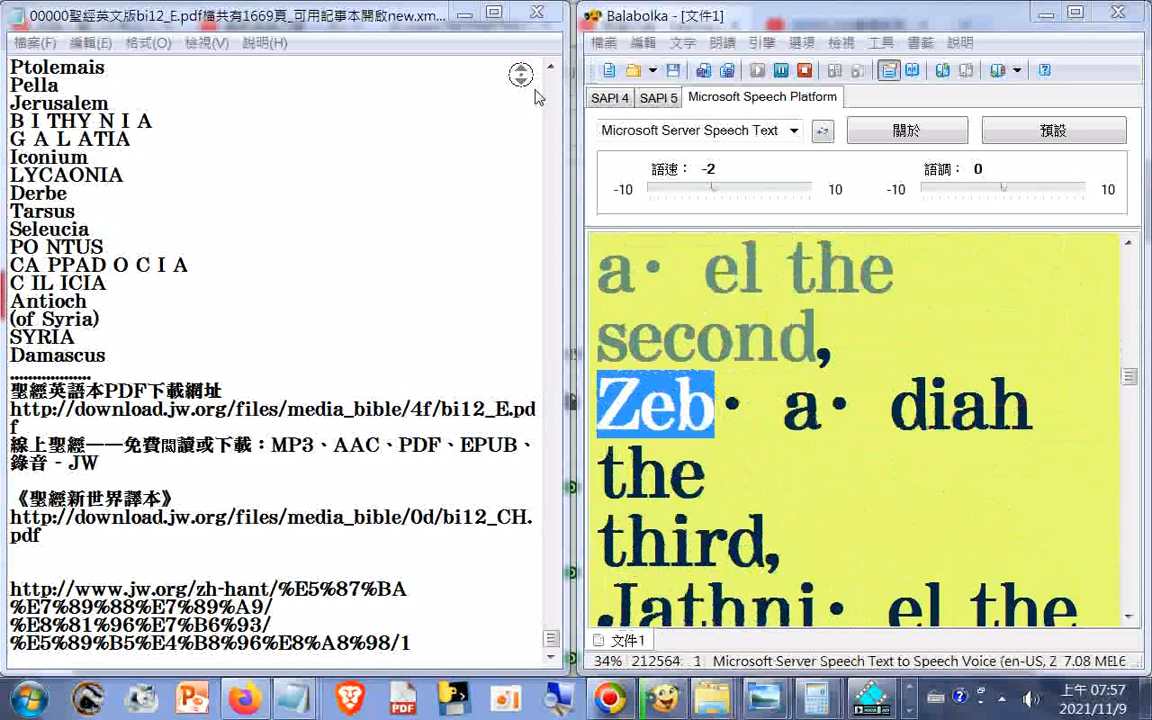 00000聖經英文版bi12_E.pdf檔共有1669頁_可用記事本開啟new.xm...
檔案(F) 編輯(E) 格式(O) 檢視(V) 說明(H)
Ptolemais
Pella
Jerusalem
B I THY N I A
G A L ATIA
Iconium
LYCAONIA
Derbe
Tarsus
Seleucia
PO NTUS
CA PPAD O C I A
C IL ICIA
Antioch
(of Syria)
SYRIA
Damascus
..................
聖經英語本PDF下載網址
http://download.jw.org/files/media_bible/4f/bi12_E.pd
f
線上聖經——免費閱讀或下載：MP3、AAC、PDF、EPUB、
錄音 - JW
《聖經新世界譯本》
http://download.jw.org/files/media_bible/0d/bi12_CH.
pdf
http://www.jw.org/zh-hant/%E5%87%BA
%E7%89%88%E7%89%A9/
%E8%81%96%E7%B6%93/
%E5%89%B5%E4%B8%96%E8%A8%98/1
Balabolka - [文件1]
檔案 編輯 文字 朗讀 引擎 選項 檢視 工具 書籤 說明
SAPI 4 SAPI 5 Microsoft Speech Platform
Microsoft Server Speech Text 關於 預設
語速： -2 語調： 0
-10 10 -10 10
a• el the
second,
Zeb• a• diah
the
third,
Jathni• el the
文件1
34% 212564: 1 Microsoft Server Speech Text to Speech Voice (en-US, Z 7.08 МБ
PDF
上午 07:57
2021/11/9